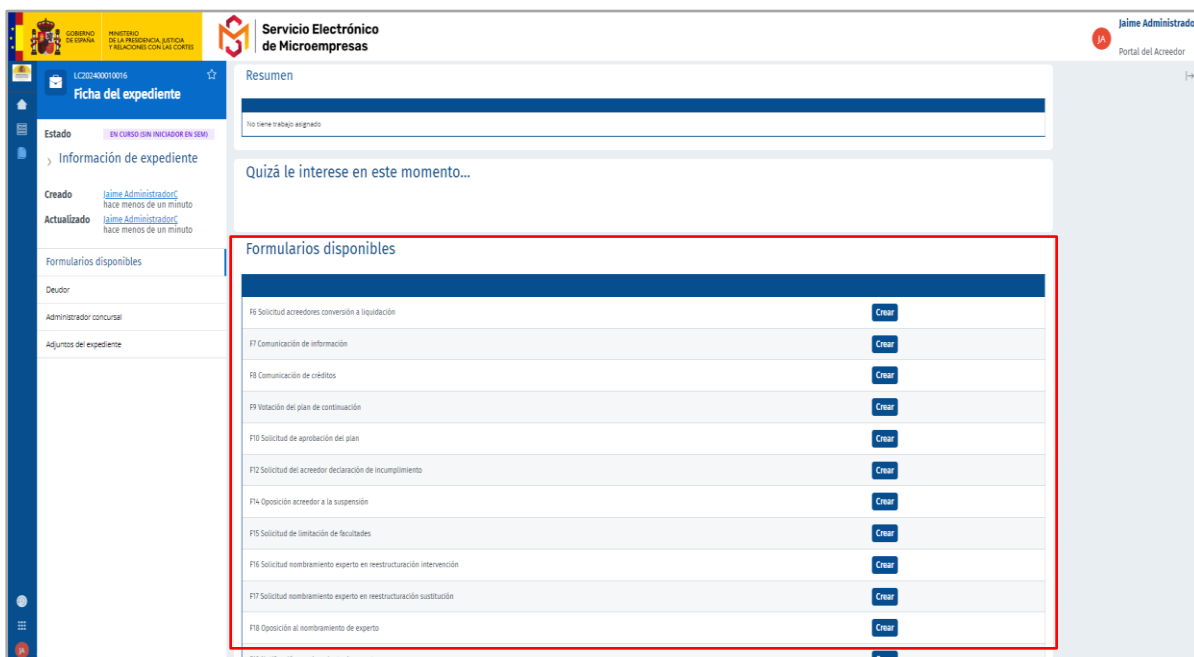 GOBIERNO
DE ESPAÑA
MINISTERIO
DE LA PRESIDENCIA, JUSTICIA
Y RELACIONES CON LAS CORTES
Servicio Electrónico
de Microempresas
Jaime Administrado
JA
Portal del Acreedor
LC202400010016
Ficha del expediente
Estado EN CURSO (SIN INICIADOR EN SEM)
Información de expediente
Creado Jaime AdministradorÇ
hace menos de un minuto
Actualizado Jaime AdministradorÇ
hace menos de un minuto
Formularios disponibles
Deudor
Administrador concursal
Adjuntos del expediente
JA
Resumen
No tiene trabajo asignado
Quizá le interese en este momento...
Formularios disponibles
F6 Solicitud acreedores conversión a liquidación Crear
F7 Comunicación de información Crear
F8 Comunicación de créditos Crear
F9 Votación del plan de continuación Crear
F10 Solicitud de aprobación del plan Crear
F12 Solicitud del acreedor declaración de incumplimiento Crear
F14 Oposición acreedor a la suspensión Crear
F15 Solicitud de limitación de facultades Crear
F16 Solicitud nombramiento experto en reestructuración intervención Crear
F17 Solicitud nombramiento experto en reestructuración sustitución Crear
F18 Oposición al nombramiento de experto Crear